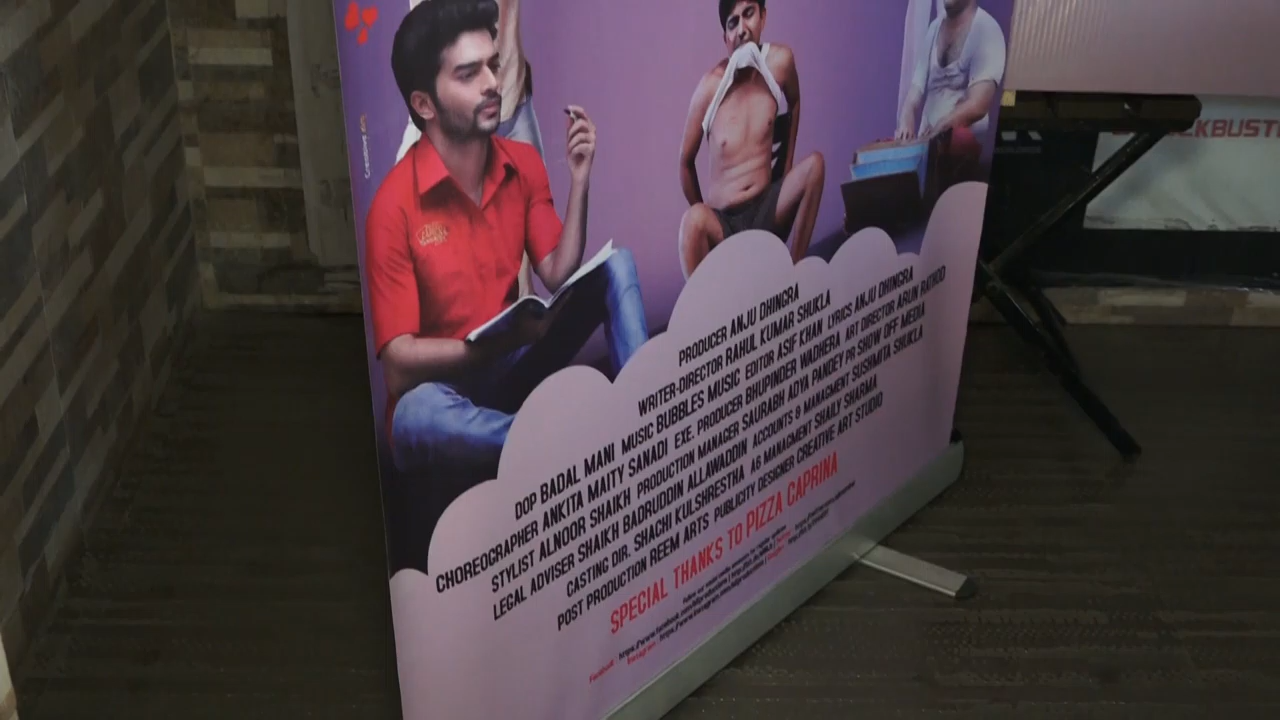 CKBUST
PRODUCER ANJU DHINGRA
WRITER-DIRECTOR RAHUL KUMAR SHUKLA
DOP BADAL MANI MUSIC BUBBLES MUSIC EDITOR ASIF KHAN LYRICS ANJU DHINGRA
CHOREOGRAPHER ANKITA MAITY SANADI EXE. PRODUCER BHUPINDER WADHERA ART DIRECTOR ARUN RATHOD
STYLIST ALNOOR SHAIKH PRODUCTION MANAGER SAURABH ADYA PANDEY PR SHOW OFF MEDIA
LEGAL ADVISER SHAIKH BADRUDDIN ALLAWADDIN ACCOUNTS & MANAGMENT SUSHMITA SHUKLA
CASTING DIR. SHACHI KULSHRESTHA AG MANAGMENT SHAILY SHARMA
POST PRODUCTION REEM ARTS PUBLICITY DESIGNER CREATIVE ART STUDIO
SPECIAL THANKS TO PIZZA CAPRINA